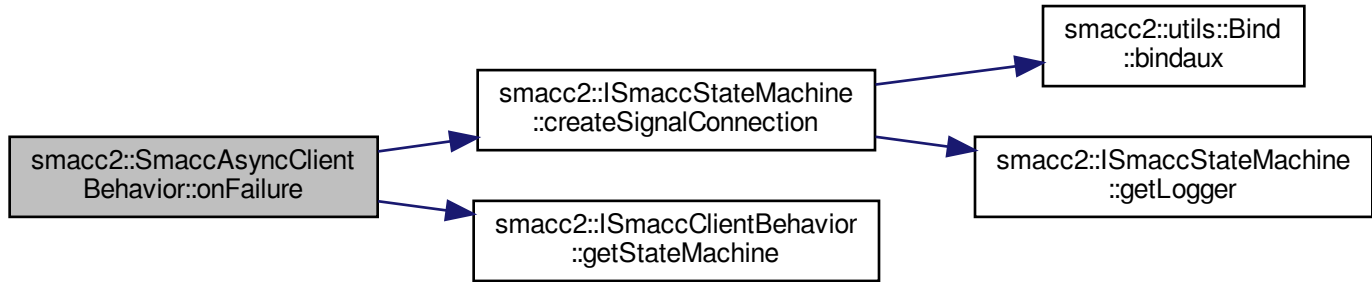 smacc2::SmaccAsyncClient
Behavior::onFailure
smacc2::ISmaccStateMachine
::createSignalConnection
smacc2::ISmaccClientBehavior
::getStateMachine
smacc2::utils::Bind
::bindaux
smacc2::ISmaccStateMachine
::getLogger